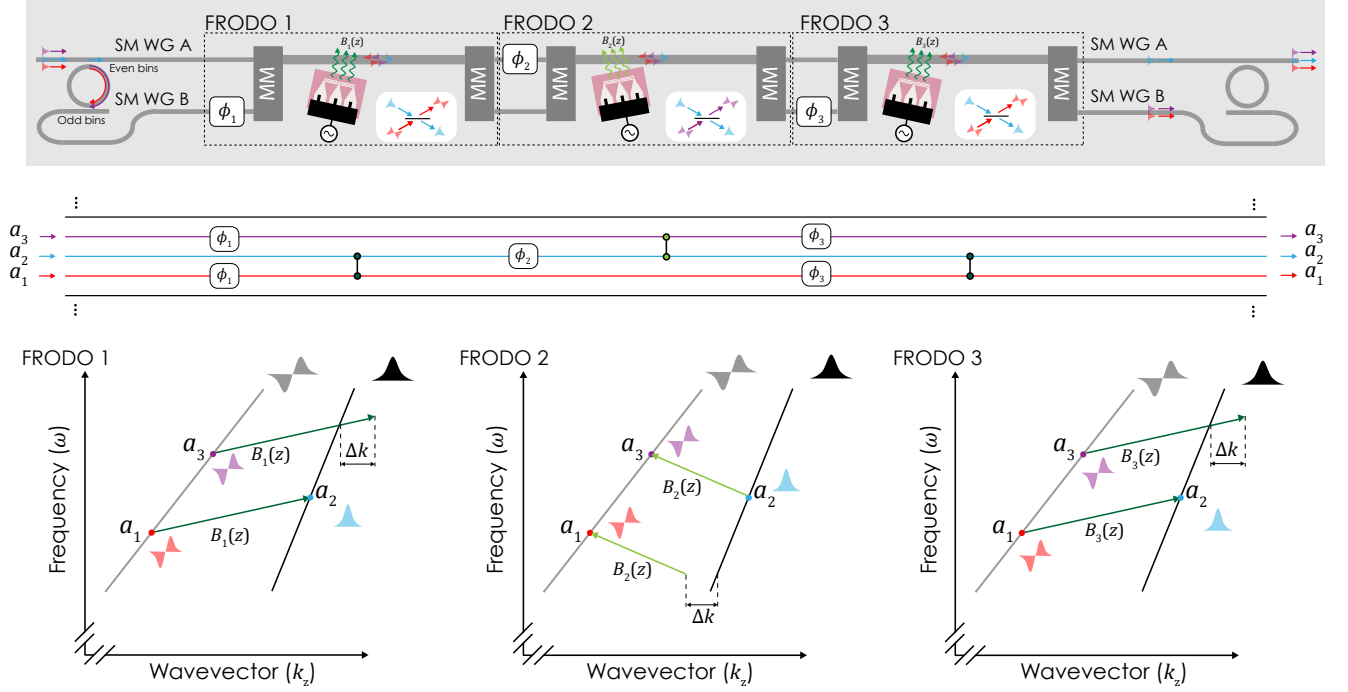 FRODO 1
FRODO 2
FRODO 3
SM WG A
Even bins
SM WG B
Odd bins
ϕ₁
MM
B₁(z)
MM
ϕ₂
MM
B₂(z)
MM
ϕ₃
MM
B₃(z)
MM
SM WG A
SM WG B
⋮ ⋮
a₃ ϕ₁ ϕ₃ a₃
a₂ ϕ₂ a₂
a₁ ϕ₁ ϕ₃ a₁
⋮ ⋮
FRODO 1
Frequency (ω)
a₃
B₁(z)
Δk
a₂
a₁
B₁(z)
Wavevector (k_z)
FRODO 2
Frequency (ω)
a₃
B₂(z)
a₂
a₁
B₂(z)
Δk
Wavevector (k_z)
FRODO 3
Frequency (ω)
a₃
B₃(z)
Δk
a₂
a₁
B₃(z)
Wavevector (k_z)